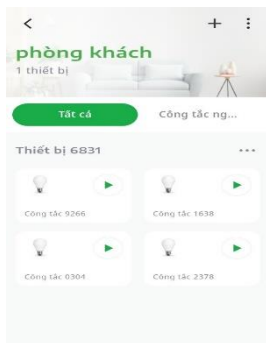 phòng khách
1 thiết bị
Tất cả
Công tắc ng...
Thiết bị 6831
Công tắc 9266
Công tắc 1638
Công tắc 0304
Công tắc 2378